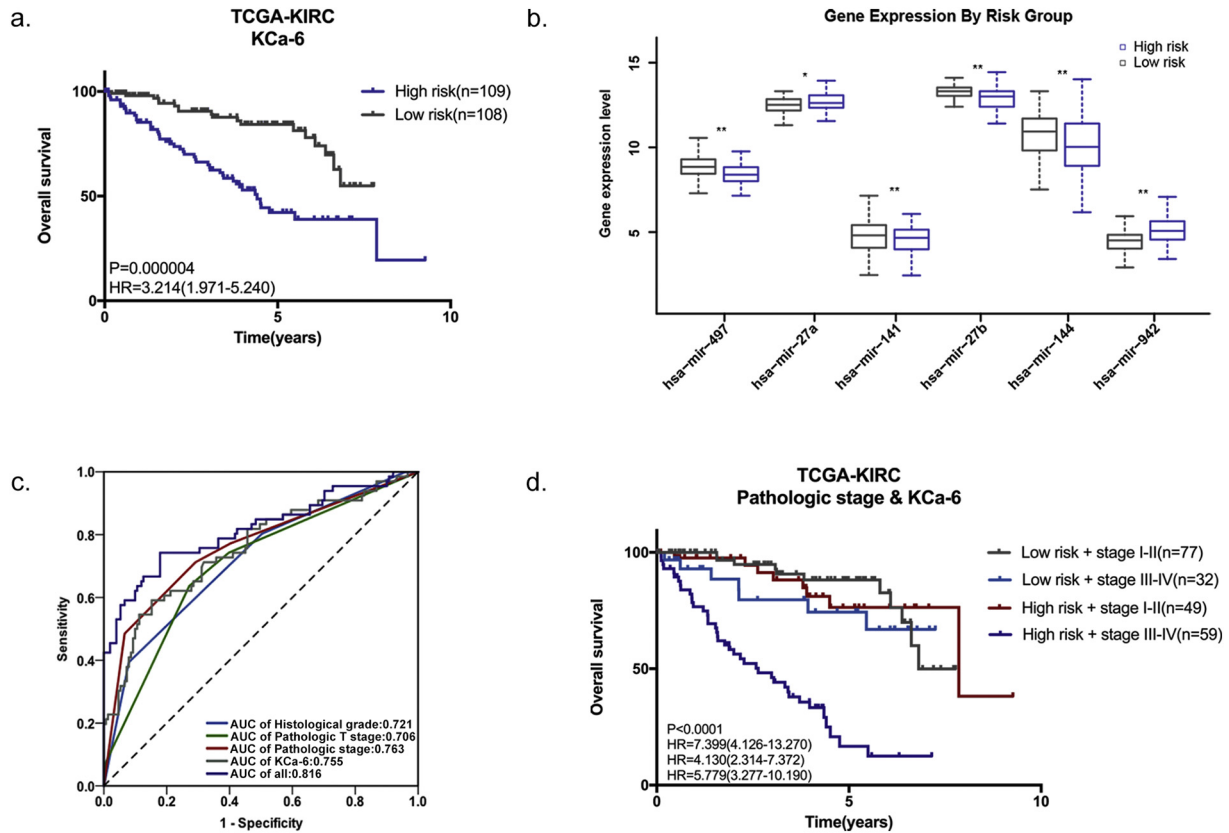 a.
TCGA-KIRC
KCa-6
High risk(n=109)
Low risk(n=108)
Overall survival
100
50
0
P=0.000004
HR=3.214(1.971-5.240)
0
5
10
Time(years)
b.
Gene Expression By Risk Group
High risk
Low risk
Gene expression level
15
10
5
**
*
**
**
**
**
hsa−mir−497
hsa−mir−27a
hsa−mir−141
hsa−mir−27b
hsa−mir−144
hsa−mir−942
c.
Sensitivity
1.0
0.8
0.6
0.4
0.2
0.0
AUC of Histological grade:0.721
AUC of Pathologic T stage:0.706
AUC of Pathologic stage:0.763
AUC of KCa-6:0.755
AUC of all:0.816
0.0 0.2 0.4 0.6 0.8 1.0
1 - Specificity
d.
TCGA-KIRC
Pathologic stage & KCa-6
Low risk + stage I-II(n=77)
Low risk + stage III-IV(n=32)
High risk + stage I-II(n=49)
High risk + stage III-IV(n=59)
Overall survival
100
50
0
P<0.0001
HR=7.399(4.126-13.270)
HR=4.130(2.314-7.372)
HR=5.779(3.277-10.190)
0
5
10
Time(years)